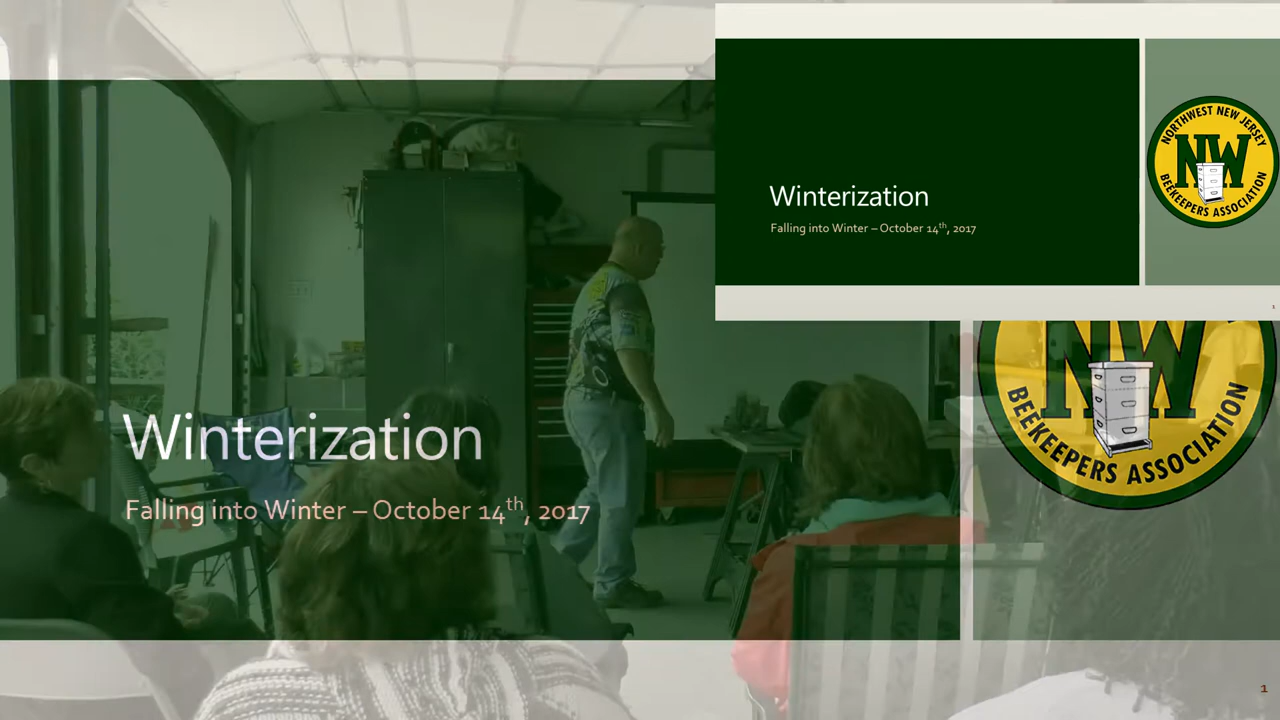 Winterization
Falling into Winter – October 14th, 2017
NORTHWEST NEW JERSEY
NW
BEEKEEPERS ASSOCIATION
1
NW
BEEKEEPERS ASSOCIATION
Winterization
Falling into Winter – October 14th, 2017
1